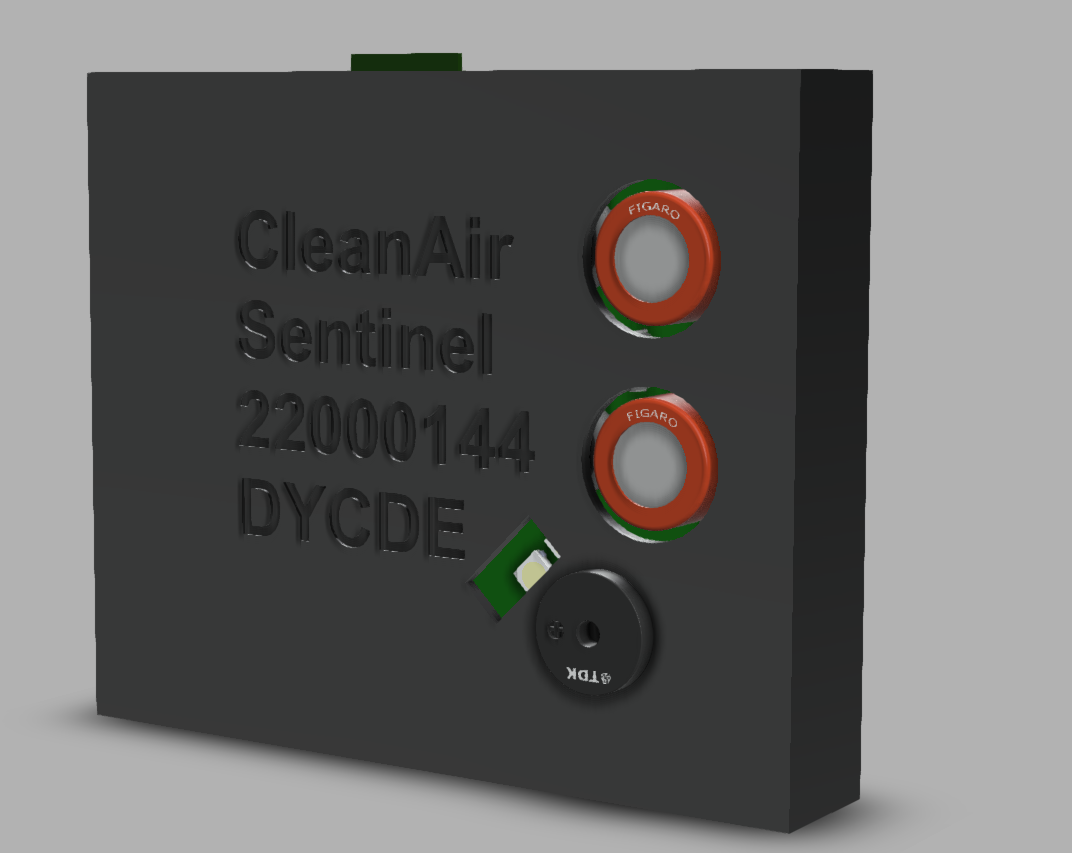 CleanAir
Sentinel
22000144
DYCDE
FIGARO
FIGARO
TDK